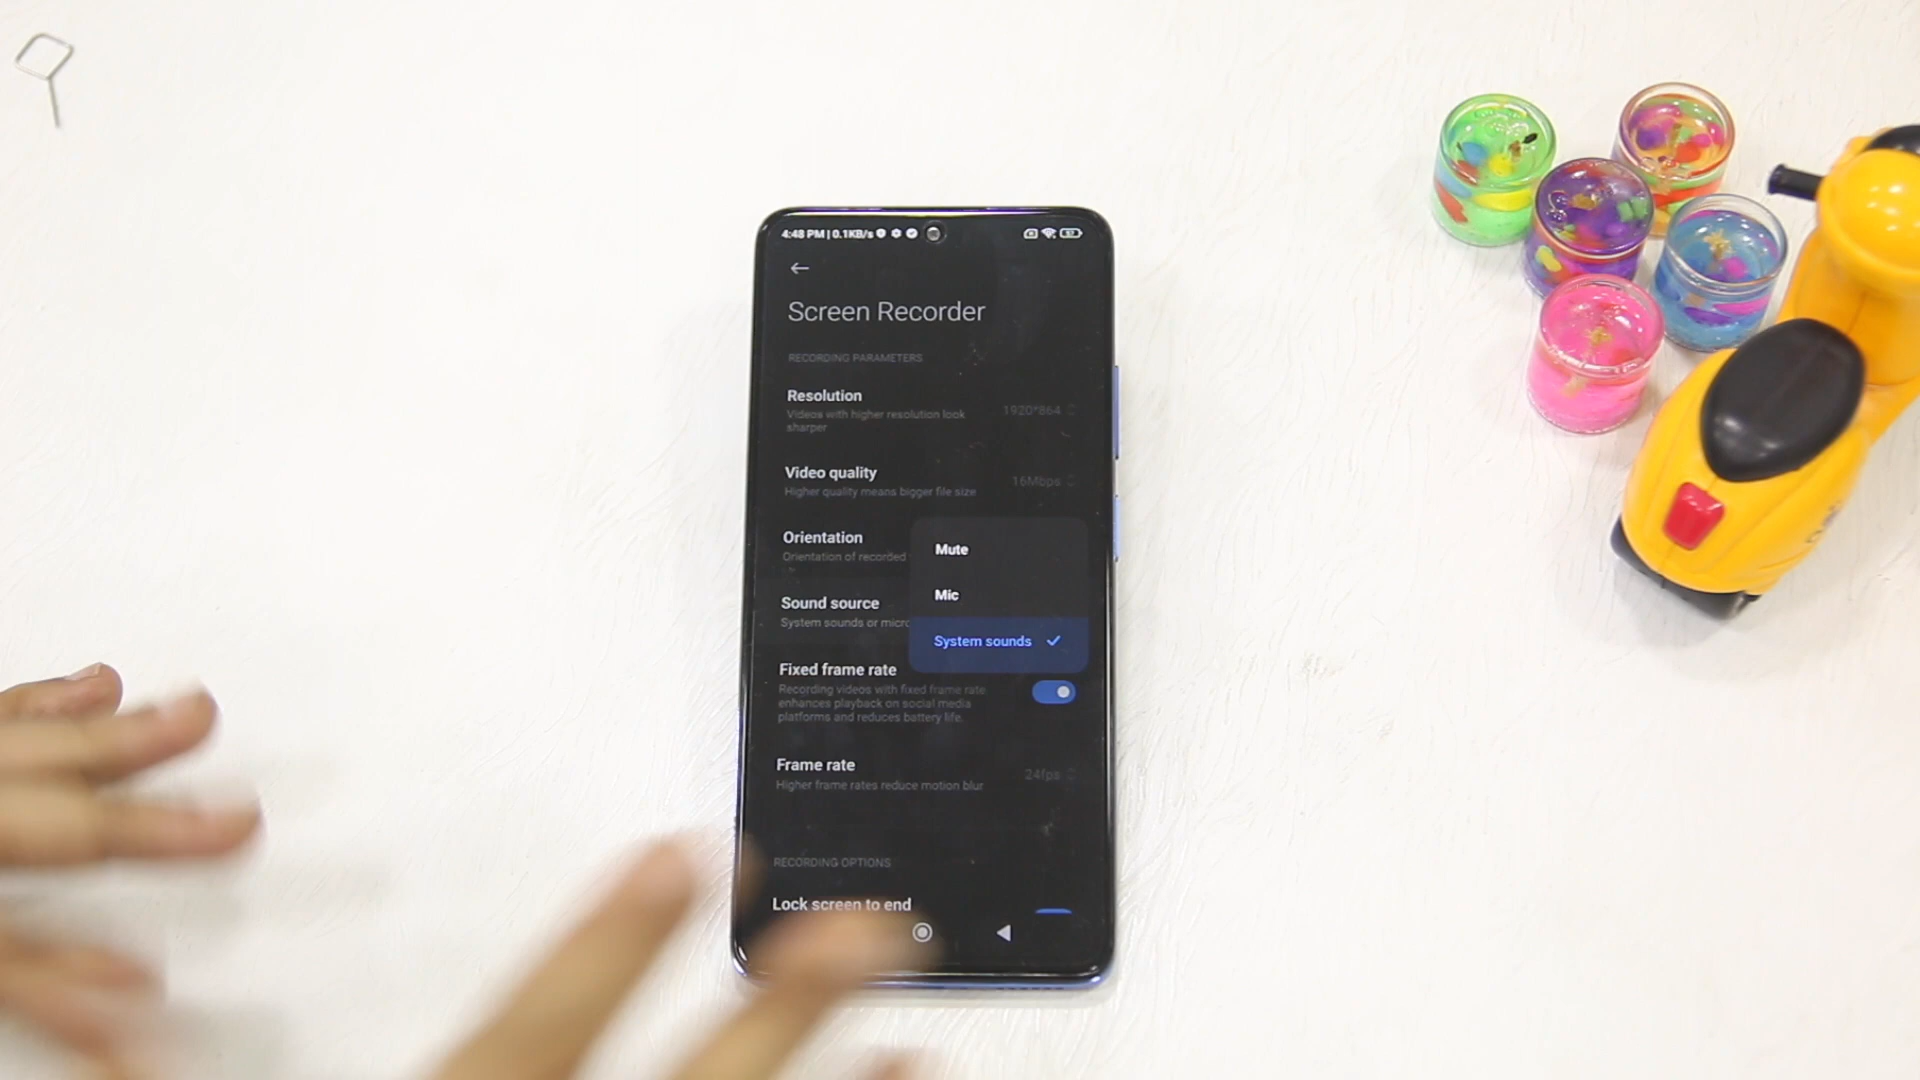 4:48 PM | 0.1KB/s
57
Screen Recorder
RECORDING PARAMETERS
Resolution
Videos with higher resolution look
sharper
1920*864
Video quality
Higher quality means bigger file size
16Mbps
Orientation
Orientation of recorded
Mute
Mic
Sound source
System sounds or micro
System sounds
Fixed frame rate
Recording videos with fixed frame rate
enhances playback on social media
platforms and reduces battery life.
Frame rate
Higher frame rates reduce motion blur
24fps
RECORDING OPTIONS
Lock screen to end